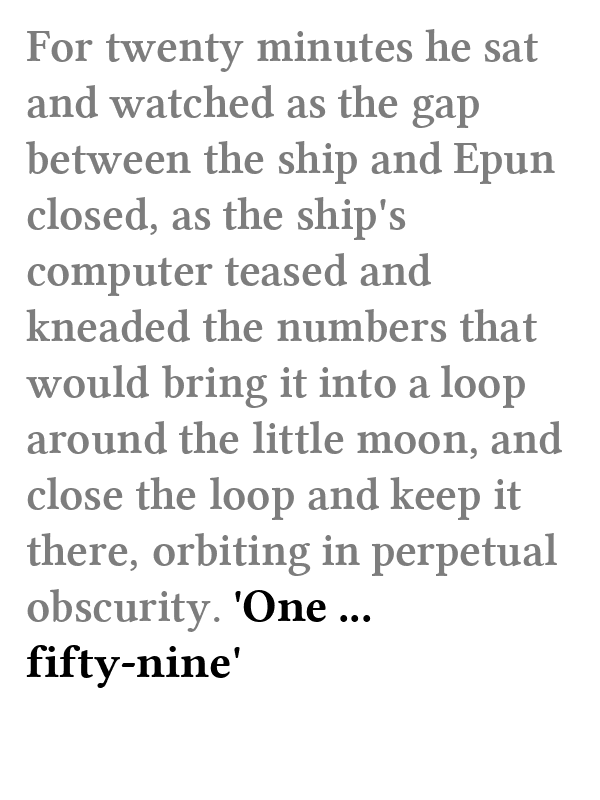 For twenty minutes he sat
and watched as the gap
between the ship and Epun
closed, as the ship's
computer teased and
kneaded the numbers that
would bring it into a loop
around the little moon, and
close the loop and keep it
there, orbiting in perpetual
obscurity. 'One ...
fifty-nine'